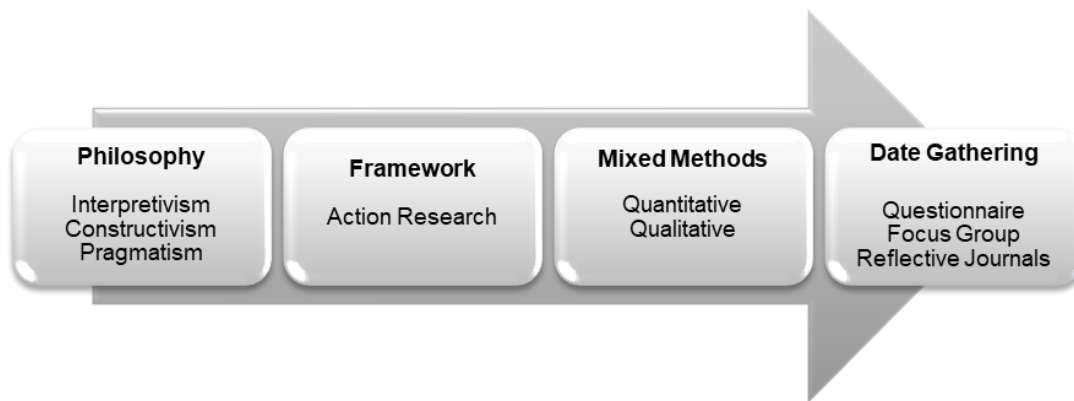 Philosophy
Interpretivism
Constructivism
Pragmatism
Framework
Action Research
Mixed Methods
Quantitative
Qualitative
Date Gathering
Questionnaire
Focus Group
Reflective Journals